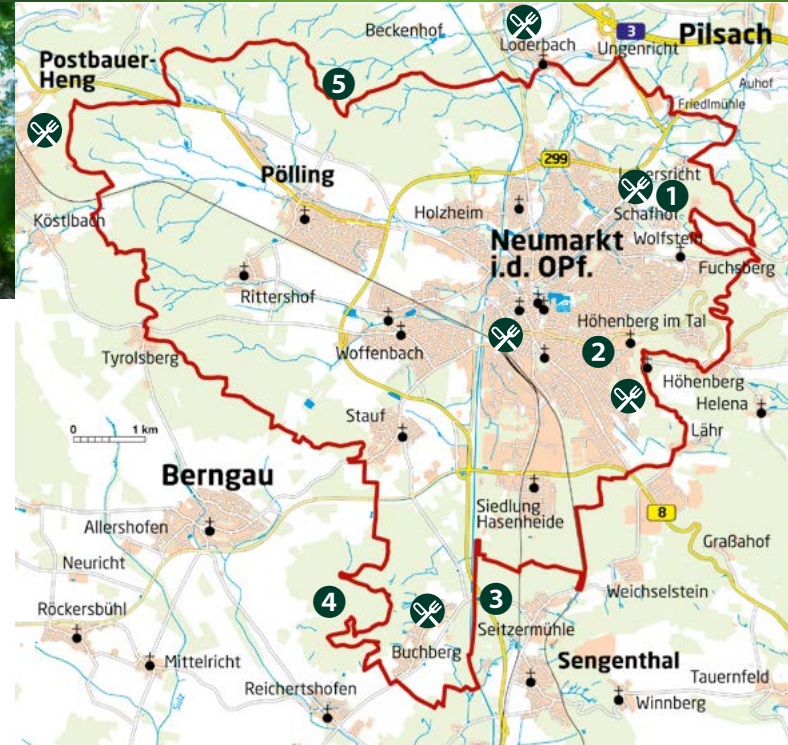 Beckenhof
Loderbach
3
Ungenricht
Pilsach
Postbauer-
Heng
5
Auhof
Friedlmühle
299
Pölling
1
Holzheim
Schafhof
Köstlbach
Neumarkt
i.d. OPf.
Wolfstein
Fuchsberg
Rittershof
Höhenberg im Tal
Tyrolsberg
Woffenbach
2
Höhenberg
Helena
Stauf
Lähr
0 1 km
Berngau
Siedlung
Hasenheide
8
Allershofen
Graßahof
Neuricht
Weichselstein
4
3
Röckersbühl
Seitzermühle
Buchberg
Sengenthal
Mittelricht
Tauernfeld
Sulz
Reichertshofen
Winnberg